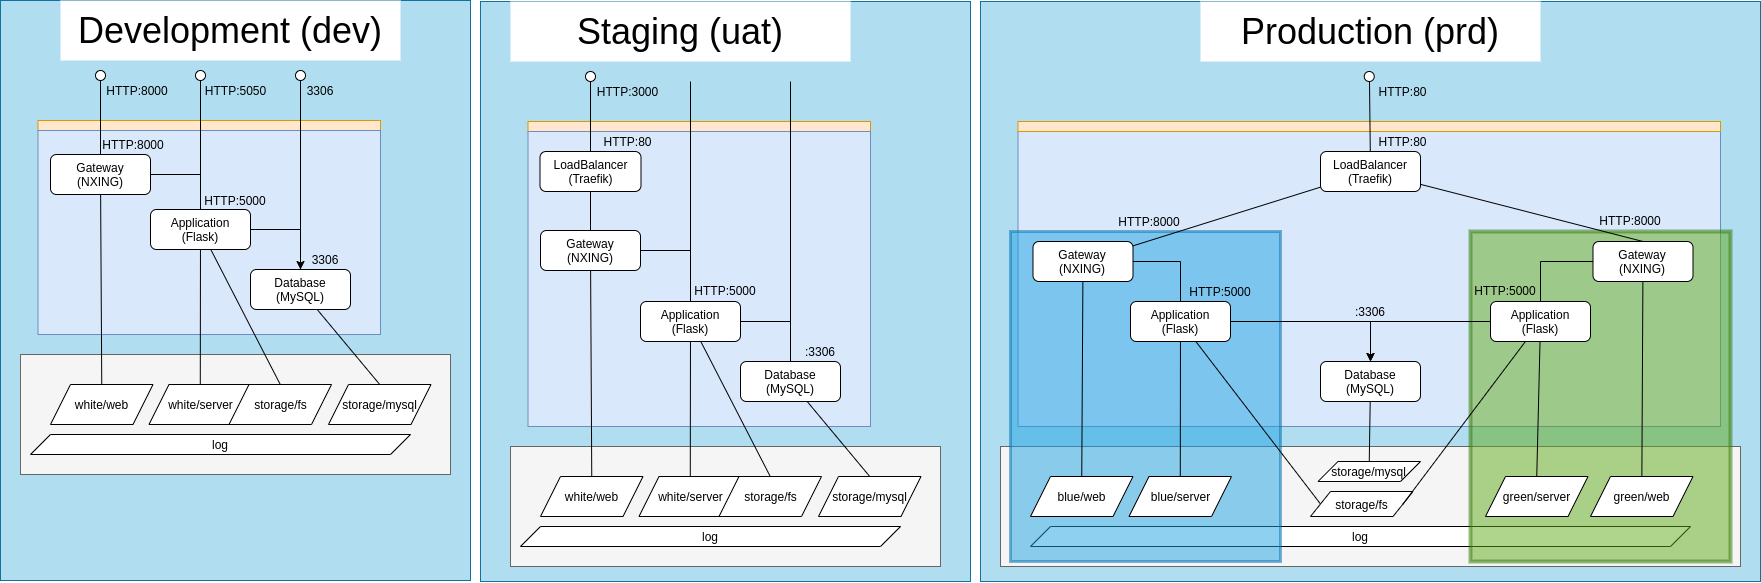 Development (dev)
HTTP:8000
HTTP:5050
3306
HTTP:8000
Gateway
(NXING)
HTTP:5000
Application
(Flask)
3306
Database
(MySQL)
white/web
white/server
storage/fs
storage/mysql
log
Staging (uat)
HTTP:3000
HTTP:80
LoadBalancer
(Traefik)
Gateway
(NXING)
HTTP:5000
Application
(Flask)
:3306
Database
(MySQL)
white/web
white/server
storage/fs
storage/mysql
log
Production (prd)
HTTP:80
HTTP:80
LoadBalancer
(Traefik)
HTTP:8000
HTTP:8000
Gateway
(NXING)
Gateway
(NXING)
HTTP:5000
HTTP:5000
Application
(Flask)
:3306
Application
(Flask)
Database
(MySQL)
storage/mysql
blue/web
blue/server
storage/fs
green/server
green/web
log